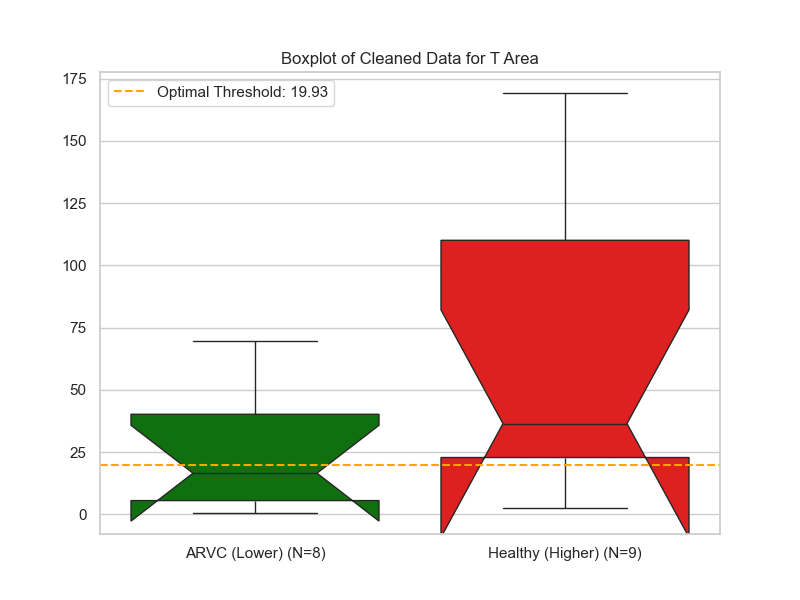 Boxplot of Cleaned Data for T Area
175
150
125
100
75
50
25
0
Optimal Threshold: 19.93
ARVC (Lower) (N=8)
Healthy (Higher) (N=9)